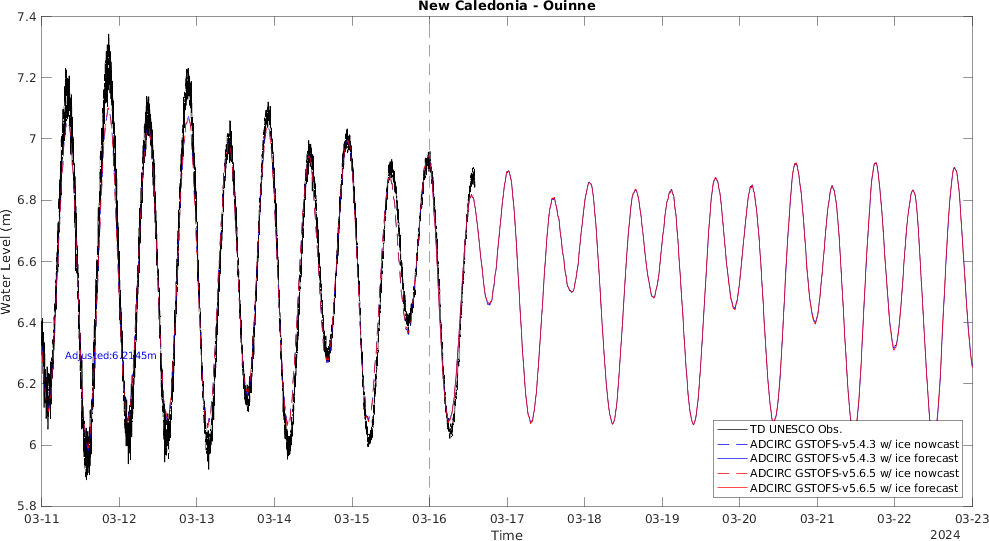 New Caledonia - Ouinne
7.4
7.2
7
6.8
6.6
6.4
6.2
6
5.8
Water Level (m)
Adjusted:6.2145m
TD UNESCO Obs.
ADCIRC GSTOFS-v5.4.3 w/ ice nowcast
ADCIRC GSTOFS-v5.4.3 w/ ice forecast
ADCIRC GSTOFS-v5.6.5 w/ ice nowcast
ADCIRC GSTOFS-v5.6.5 w/ ice forecast
03-11 03-12 03-13 03-14 03-15 03-16 03-17 03-18 03-19 03-20 03-21 03-22 03-23
Time
2024